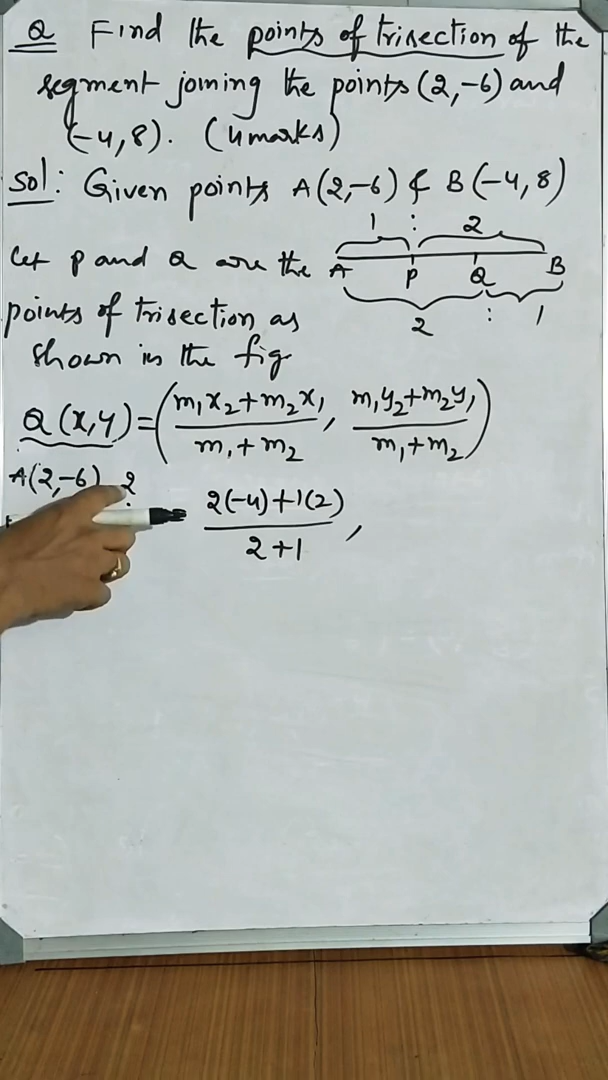 Q Find the points of trisection of the
segment joining the points (2,-6) and
(-4,8). (4 marks)
Sol: Given points A(2,-6) & B(-4,8)
1 : 2
Let P and Q are the A P Q B
points of trisection as 2 : 1
shown in the fig
Q(x,y)=((m₁x₂+m₂x₁)/(m₁+m₂), (m₁y₂+m₂y₁)/(m₁+m₂))
A(2,-6) 2
(2(-4)+1(2))/(2+1),